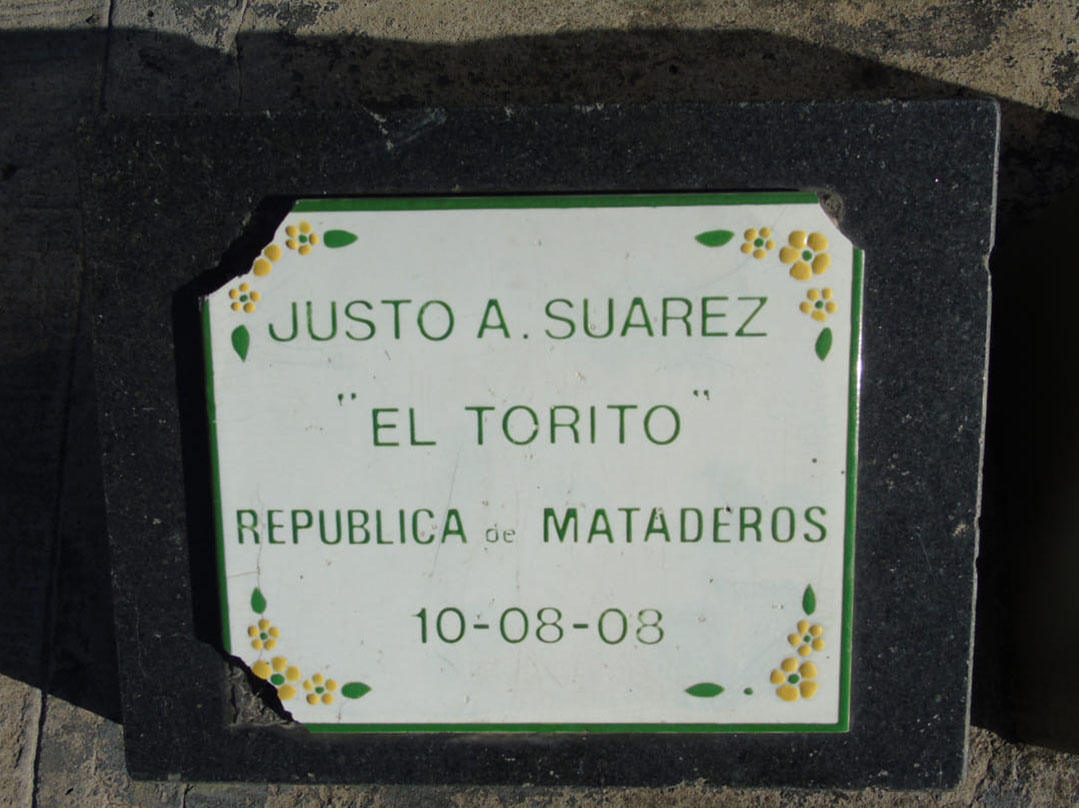 JUSTO A. SUAREZ
"EL TORITO"
REPUBLICA de MATADEROS
10-08-08